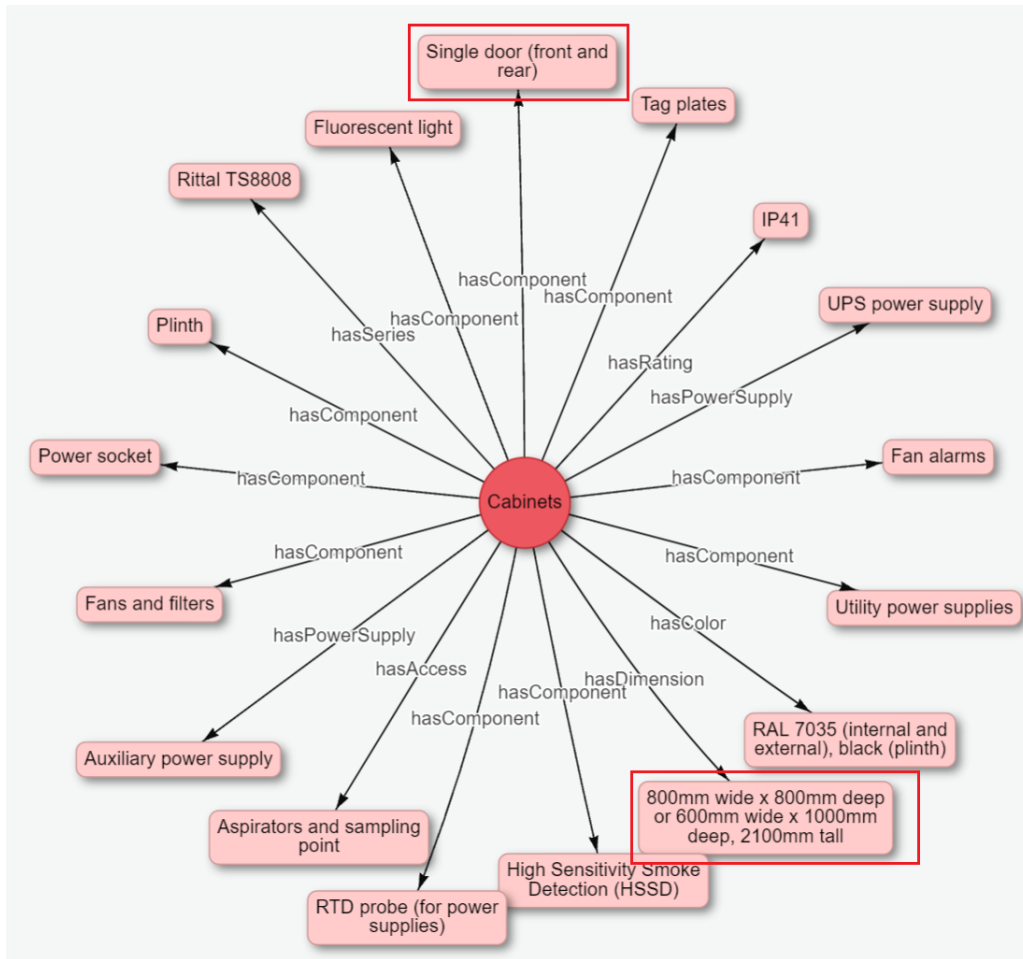 Single door (front and
rear)
Tag plates
Fluorescent light
Rittal TS8808
IP41
hasComponent
hasComponent
UPS power supply
hasComponent
Plinth
hasSeries
hasRating
hasPowerSupply
hasComponent
Power socket
Fan alarms
hasComponent
hasComponent
Cabinets
hasComponent
hasComponent
Fans and filters
Utility power supplies
hasColor
hasPowerSupply
hasAccess
hasDimension
hasComponent
hasComponent
RAL 7035 (internal and
external), black (plinth)
Auxiliary power supply
800mm wide x 800mm deep
or 600mm wide x 1000mm
deep, 2100mm tall
Aspirators and sampling
point
High Sensitivity Smoke
Detection (HSSD)
RTD probe (for power
supplies)